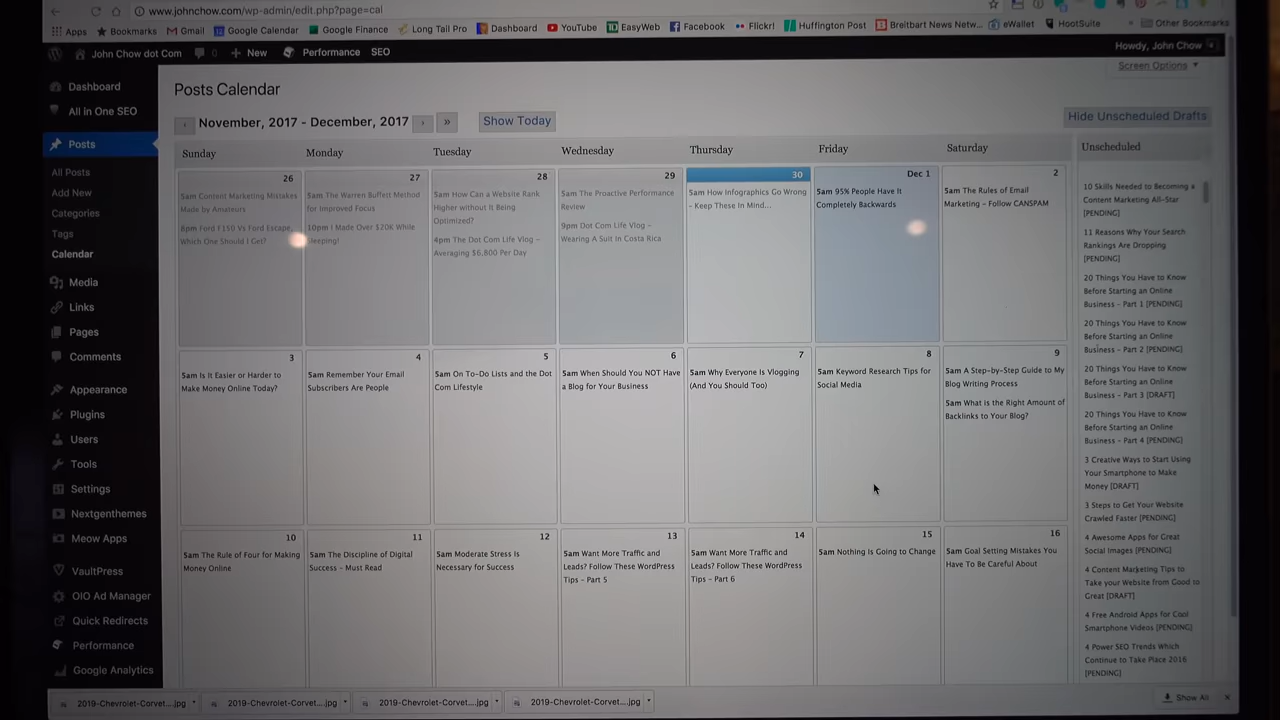 www.johnchow.com/wp-admin/edit.php?page=cal
Apps Bookmarks Gmail Google Calendar Google Finance Long Tail Pro Dashboard YouTube EasyWeb Facebook Flickr! Huffington Post Breitbart News Netw... eWallet HootSuite » Other Bookmarks
John Chow dot Com 0 + New Performance SEO Howdy, John Chow
Screen Options ▼
Dashboard
All in One SEO
Posts
All Posts
Add New
Categories
Tags
Calendar
Media
Links
Pages
Comments
Appearance
Plugins
Users
Tools
Settings
Nextgenthemes
Meow Apps
VaultPress
OIO Ad Manager
Quick Redirects
Performance
Google Analytics
Posts Calendar
‹ November, 2017 - December, 2017 › » Show Today
Hide Unscheduled Drafts
Sunday Monday Tuesday Wednesday Thursday Friday Saturday
26
5am Content Marketing Mistakes
Made by Amateurs
8pm Ford F150 Vs Ford Escape,
Which One Should I Get?
27
5am The Warren Buffett Method
for Improved Focus
10pm I Made Over $20K While
Sleeping!
28
5am How Can a Website Rank
Higher without It Being
Optimized?
4pm The Dot Com Life Vlog –
Averaging $6,800 Per Day
29
5am The Proactive Performance
Review
9pm Dot Com Life Vlog –
Wearing A Suit In Costa Rica
30
5am How Infographics Go Wrong
– Keep These In Mind...
Dec 1
5am 95% People Have It
Completely Backwards
2
5am The Rules of Email
Marketing – Follow CANSPAM
3
5am Is It Easier or Harder to
Make Money Online Today?
4
5am Remember Your Email
Subscribers Are People
5
5am On To-Do Lists and the Dot
Com Lifestyle
6
5am When Should You NOT Have
a Blog for Your Business
7
5am Why Everyone Is Vlogging
(And You Should Too)
8
5am Keyword Research Tips for
Social Media
9
5am A Step-by-Step Guide to My
Blog Writing Process
5am What is the Right Amount of
Backlinks to Your Blog?
10
5am The Rule of Four for Making
Money Online
11
5am The Discipline of Digital
Success – Must Read
12
5am Moderate Stress Is
Necessary for Success
13
5am Want More Traffic and
Leads? Follow These WordPress
Tips – Part 5
14
5am Want More Traffic and
Leads? Follow These WordPress
Tips – Part 6
15
5am Nothing Is Going to Change
16
5am Goal Setting Mistakes You
Have To Be Careful About
Unscheduled
10 Skills Needed to Becoming a
Content Marketing All-Star
[PENDING]
11 Reasons Why Your Search
Rankings Are Dropping
[PENDING]
20 Things You Have to Know
Before Starting an Online
Business – Part 1 [PENDING]
20 Things You Have to Know
Before Starting an Online
Business – Part 2 [PENDING]
20 Things You Have to Know
Before Starting an Online
Business – Part 3 [DRAFT]
20 Things You Have to Know
Before Starting an Online
Business – Part 4 [PENDING]
3 Creative Ways to Start Using
Your Smartphone to Make
Money [DRAFT]
3 Steps to Get Your Website
Crawled Faster [PENDING]
4 Awesome Apps for Great
Social Images [PENDING]
4 Content Marketing Tips to
Take your Website from Good to
Great [DRAFT]
4 Free Android Apps for Cool
Smartphone Videos [PENDING]
4 Power SEO Trends Which
Continue to Take Place 2016
[PENDING]
2019-Chevrolet-Corvet....jpg 2019-Chevrolet-Corvet....jpg 2019-Chevrolet-Corvet....jpg 2019-Chevrolet-Corvet....jpg Show All ×